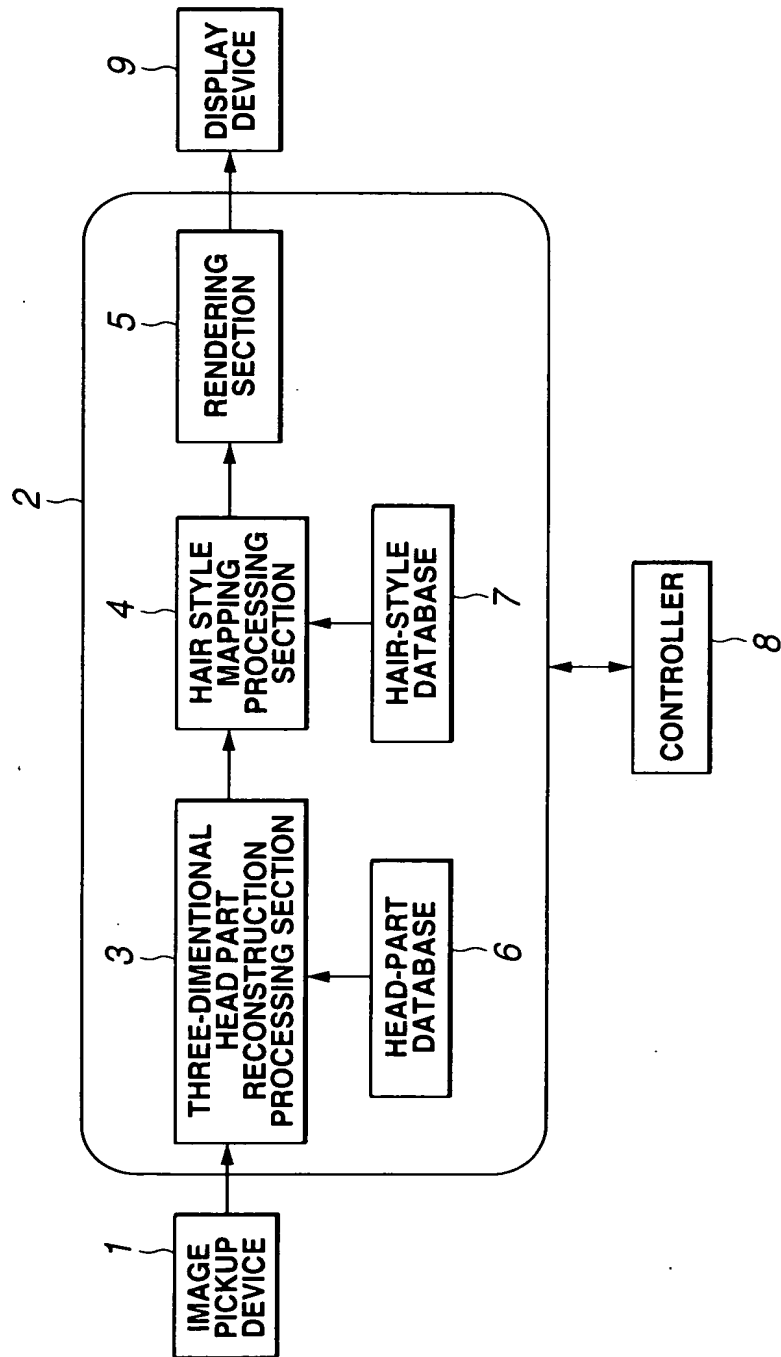 1
IMAGE
PICKUP
DEVICE
2
3
THREE-DIMENTIONAL
HEAD PART
RECONSTRUCTION
PROCESSING SECTION
4
HAIR STYLE
MAPPING
PROCESSING
SECTION
5
RENDERING
SECTION
9
DISPLAY
DEVICE
HEAD-PART
DATABASE
6
HAIR-STYLE
DATABASE
7
CONTROLLER
8